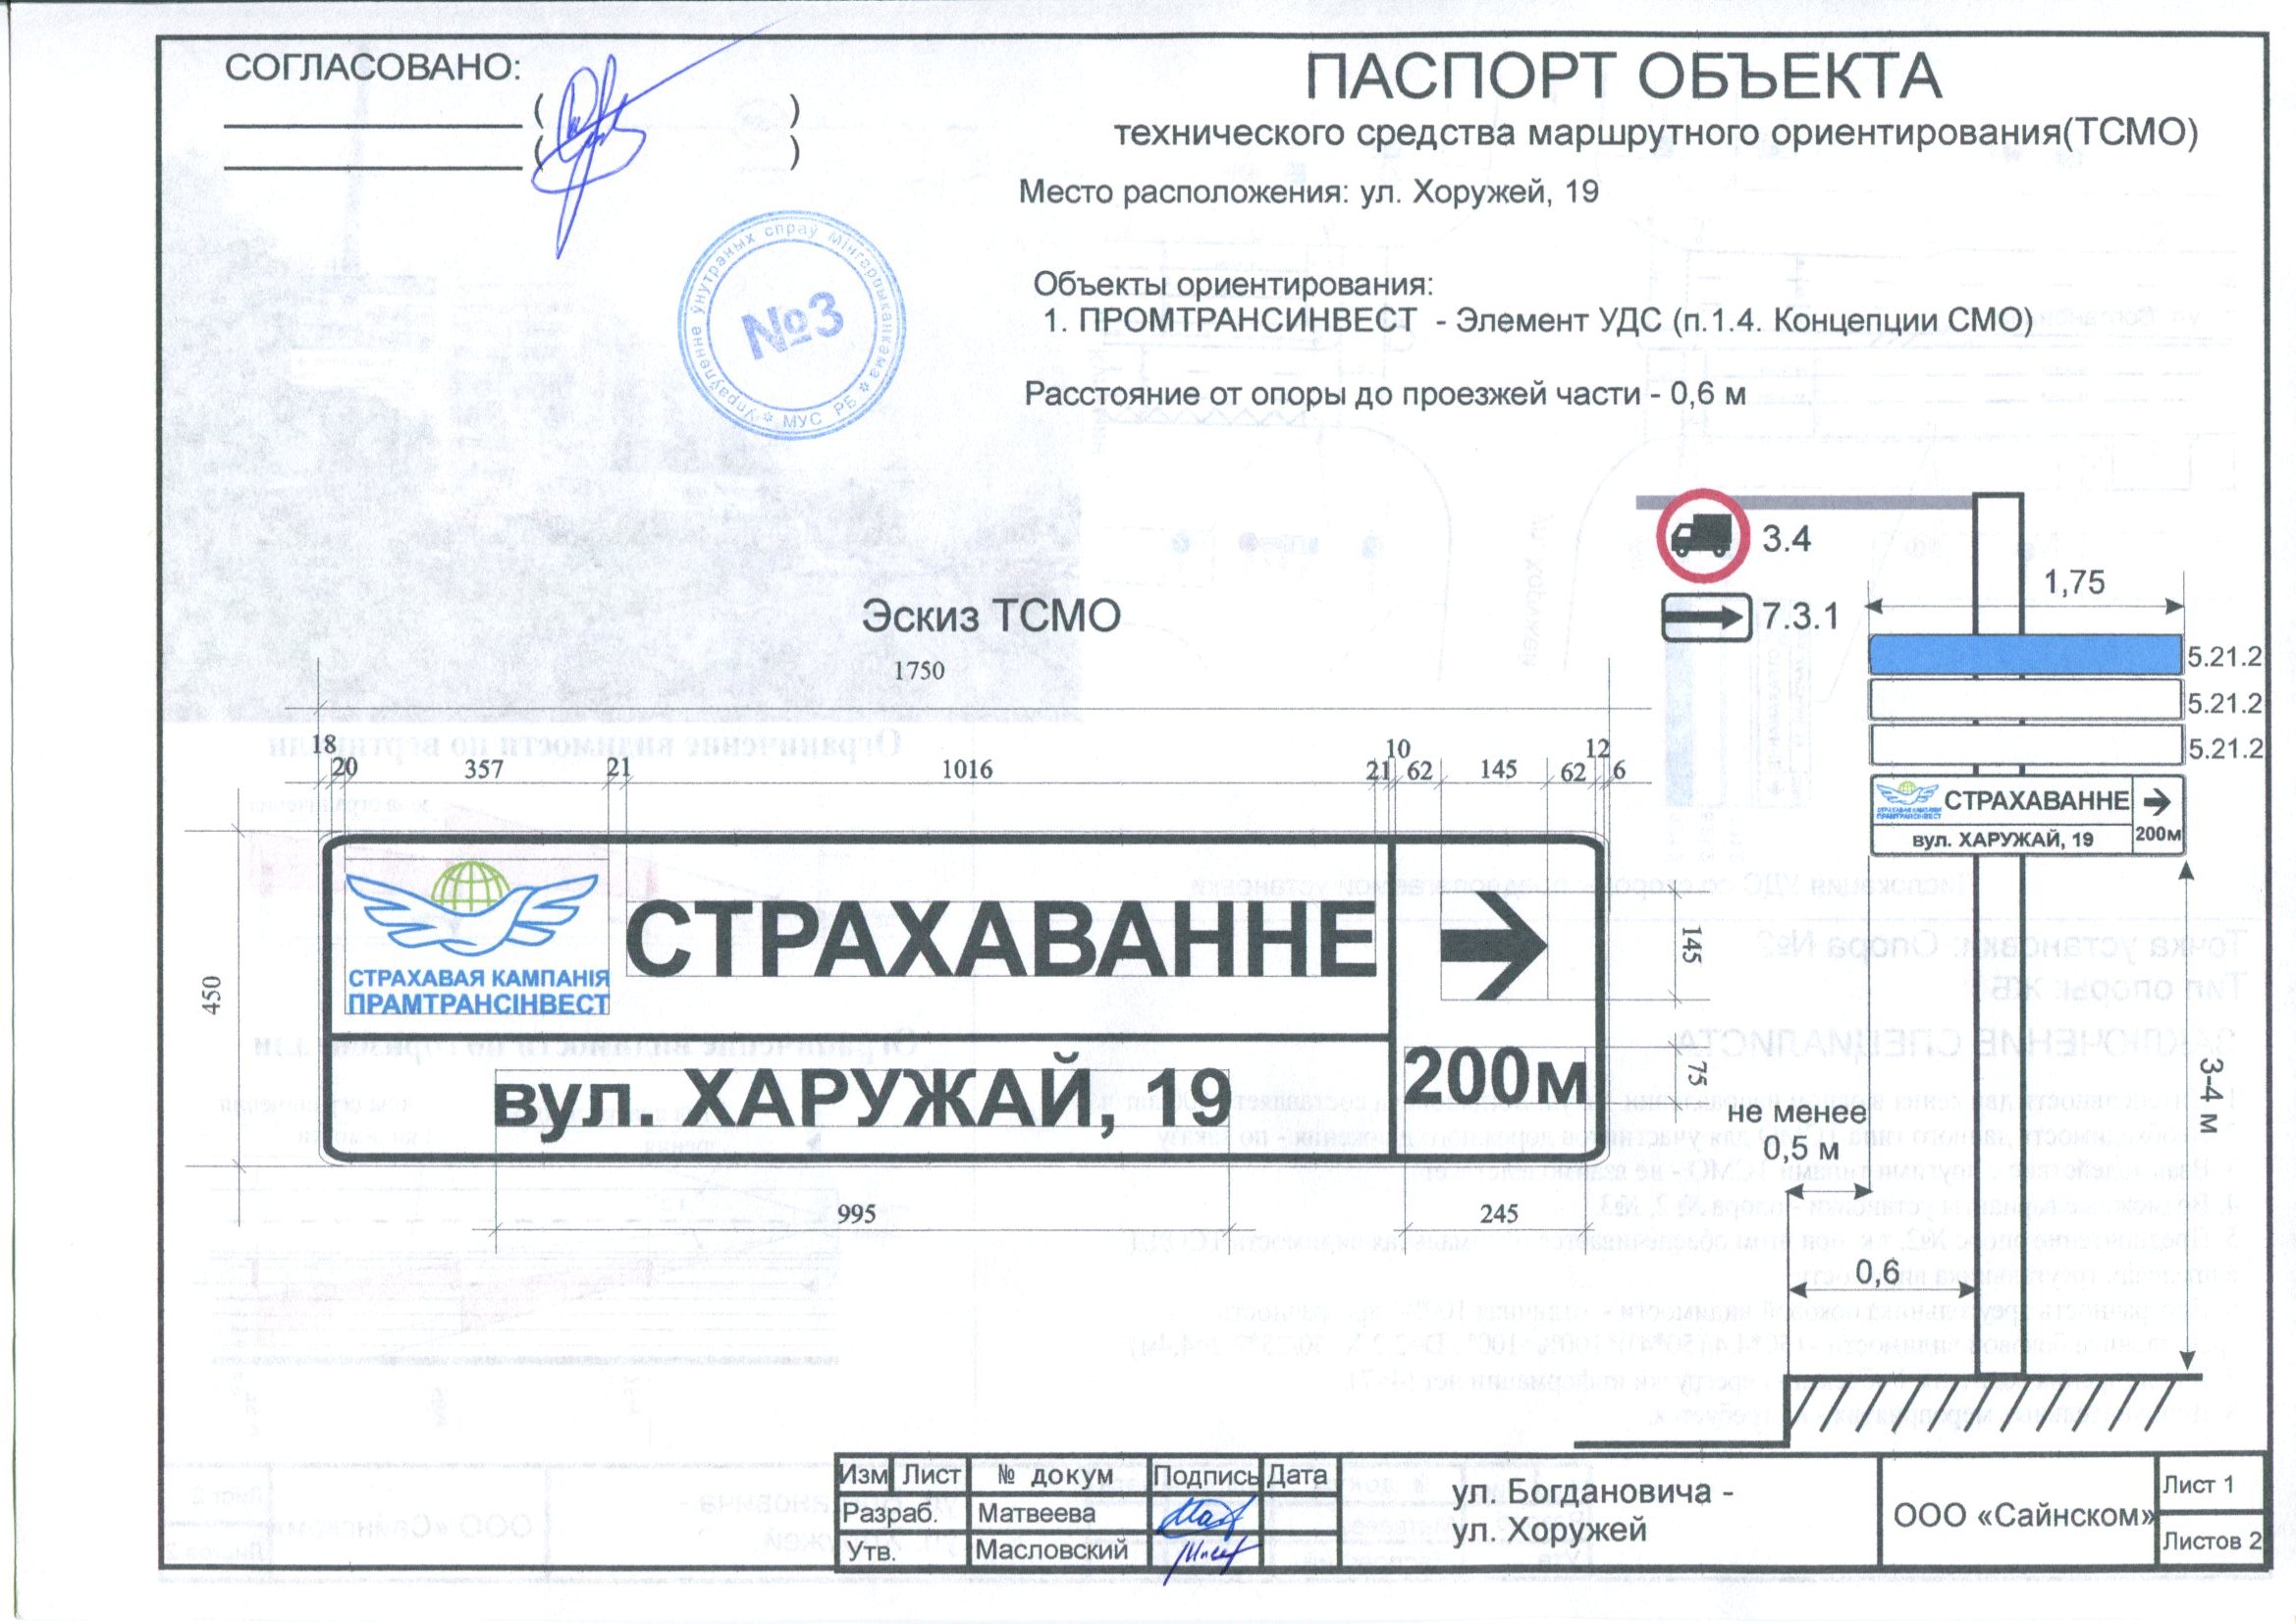 СОГЛАСОВАНО:
( )
( )
ПАСПОРТ ОБЪЕКТА
технического средства маршрутного ориентирования(ТСМО)
Место расположения: ул. Хоружей, 19
Объекты ориентирования:
1. ПРОМТРАНСИНВЕСТ - Элемент УДС (п.1.4. Концепции СМО)
Расстояние от опоры до проезжей части - 0,6 м
Упраўленне ўнутраных спраў Мінгарвыканкама * МУС РБ *
№3
3.4
7.3.1
1,75
5.21.2
5.21.2
5.21.2
СТРАХАВАЯ КАМПАНІЯ
ПРАМТРАНСІНВЕСТ
СТРАХАВАННЕ
вул. ХАРУЖАЙ, 19
200м
Эскиз ТСМО
1750
18 10 12
20 357 21 1016 21 62 145 62 6
450
СТРАХАВАЯ КАМПАНІЯ
ПРАМТРАНСІНВЕСТ
СТРАХАВАННЕ
вул. ХАРУЖАЙ, 19
200м
145
75
995
245
не менее
0,5 м
0,6
3-4 м
Изм Лист № докум Подпись Дата
Разраб. Матвеева
Утв. Масловский
ул. Богдановича -
ул. Хоружей
ООО «Сайнском»
Лист 1
Листов 2